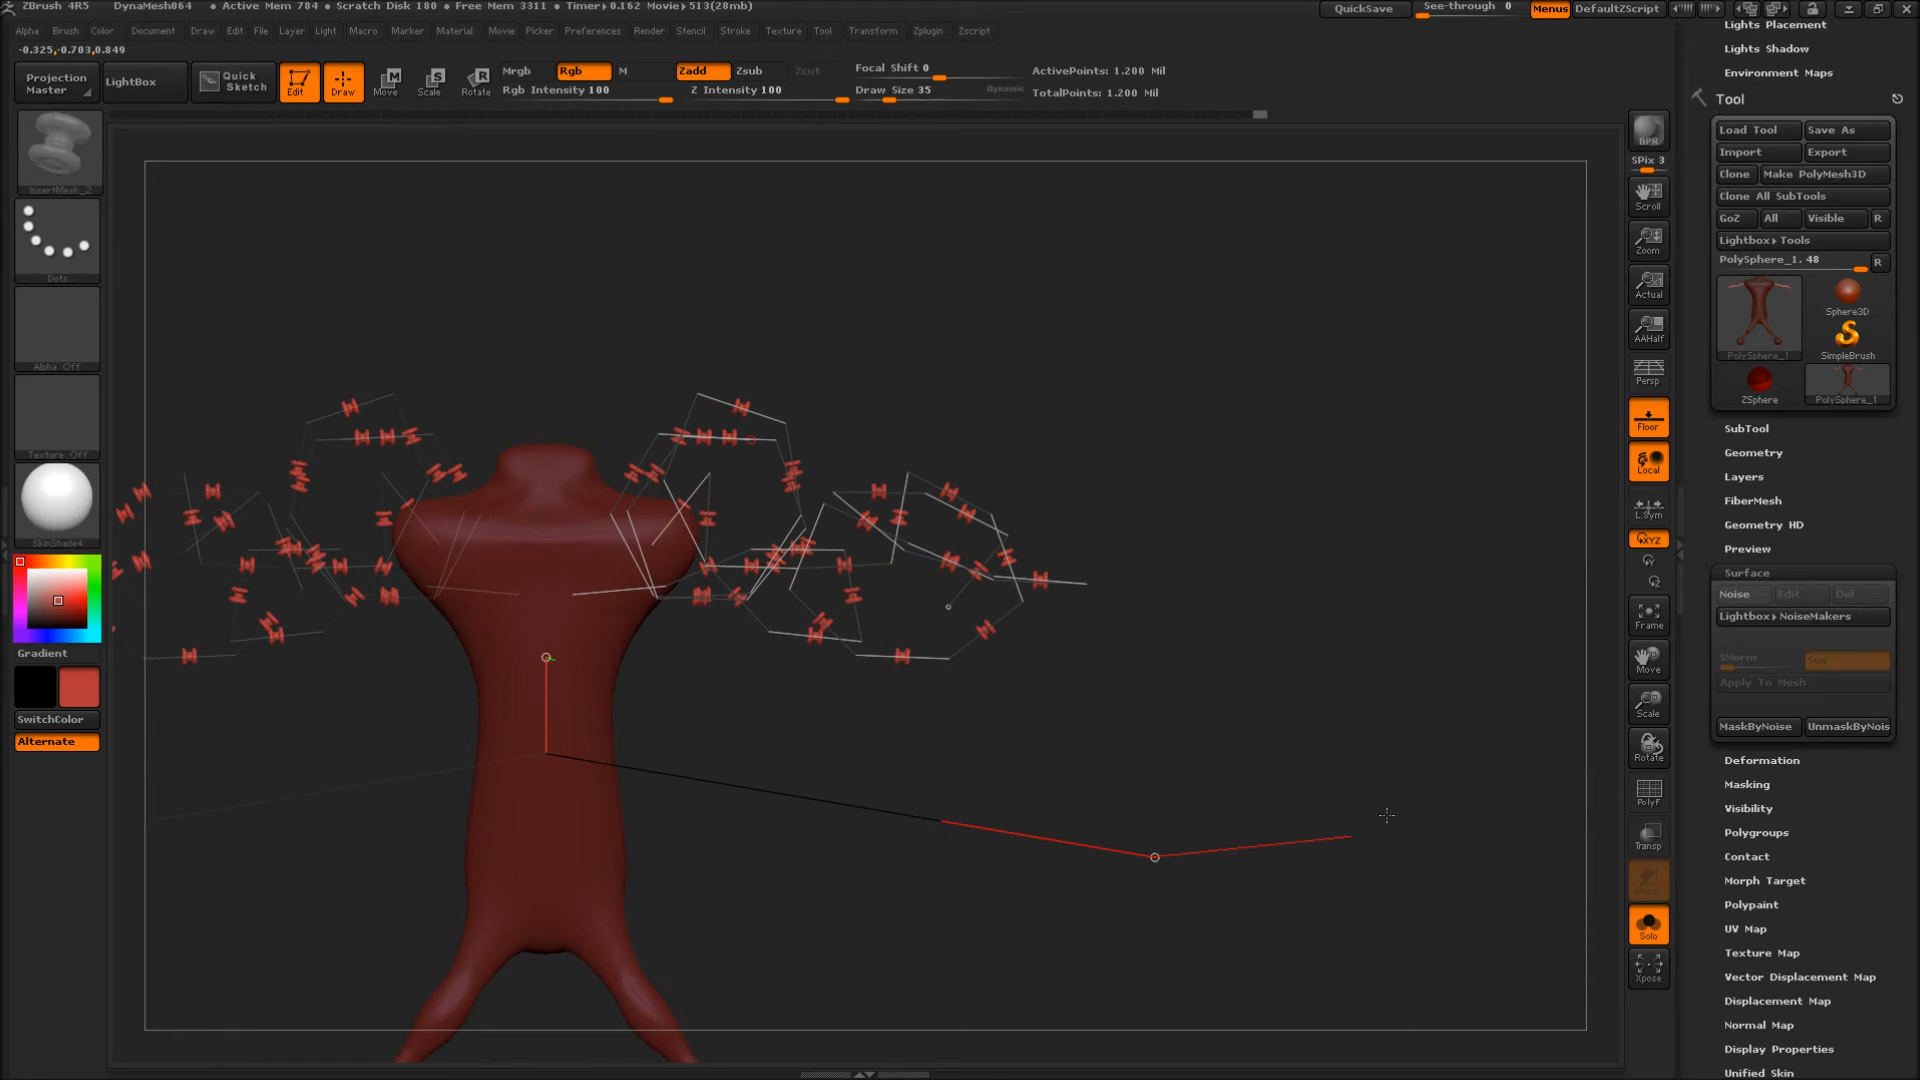 ZBrush 4R5 DynaMesh064 • Active Mem 784 • Scratch Disk 180 • Free Mem 3311 • Timer▸0.162 Movie▸513(28mb) QuickSave See-through 0 Menus DefaultZScript
Alpha Brush Color Document Draw Edit File Layer Light Macro Marker Material Movie Picker Preferences Render Stencil Stroke Texture Tool Transform Zplugin Zscript
-0.325,-0.703,0.849
Projection Master
LightBox
Quick Sketch
Edit
Draw
Move
Scale
Rotate
Mrgb Rgb M
Rgb Intensity 100
Zadd Zsub Zcut
Z Intensity 100
Focal Shift 0
Draw Size 35 Dynamic
ActivePoints: 1.200 Mil
TotalPoints: 1.200 Mil
InsertMesh_2
Dots
Alpha Off
Texture Off
SkinShade4
Gradient
SwitchColor
Alternate
BPR
SPix 3
Scroll
Zoom
Actual
AAHalf
Persp
Floor
Local
L.Sym
XYZ
Frame
Move
Scale
Rotate
PolyF
Transp
Ghost
Solo
Xpose
Lights Placement
Lights Shadow
Environment Maps
Tool
Load Tool Save As
Import Export
Clone Make PolyMesh3D
Clone All SubTools
GoZ All Visible R
Lightbox▸Tools
PolySphere_1. 48 R
PolySphere_1
Sphere3D
SimpleBrush
ZSphere
PolySphere_1
SubTool
Geometry
Layers
FiberMesh
Geometry HD
Preview
Surface
Noise Edit Del
Lightbox▸NoiseMakers
SNorm Suv
Apply To Mesh
MaskByNoise UnmaskByNois
Deformation
Masking
Visibility
Polygroups
Contact
Morph Target
Polypaint
UV Map
Texture Map
Vector Displacement Map
Displacement Map
Normal Map
Display Properties
Unified Skin